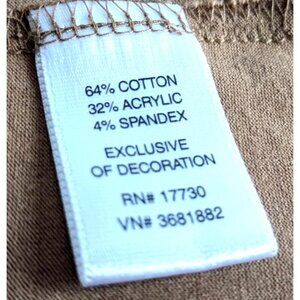 64% COTTON
32% ACRYLIC
4% SPANDEX
EXCLUSIVE
OF DECORATION
RN# 17730
VN# 3681882